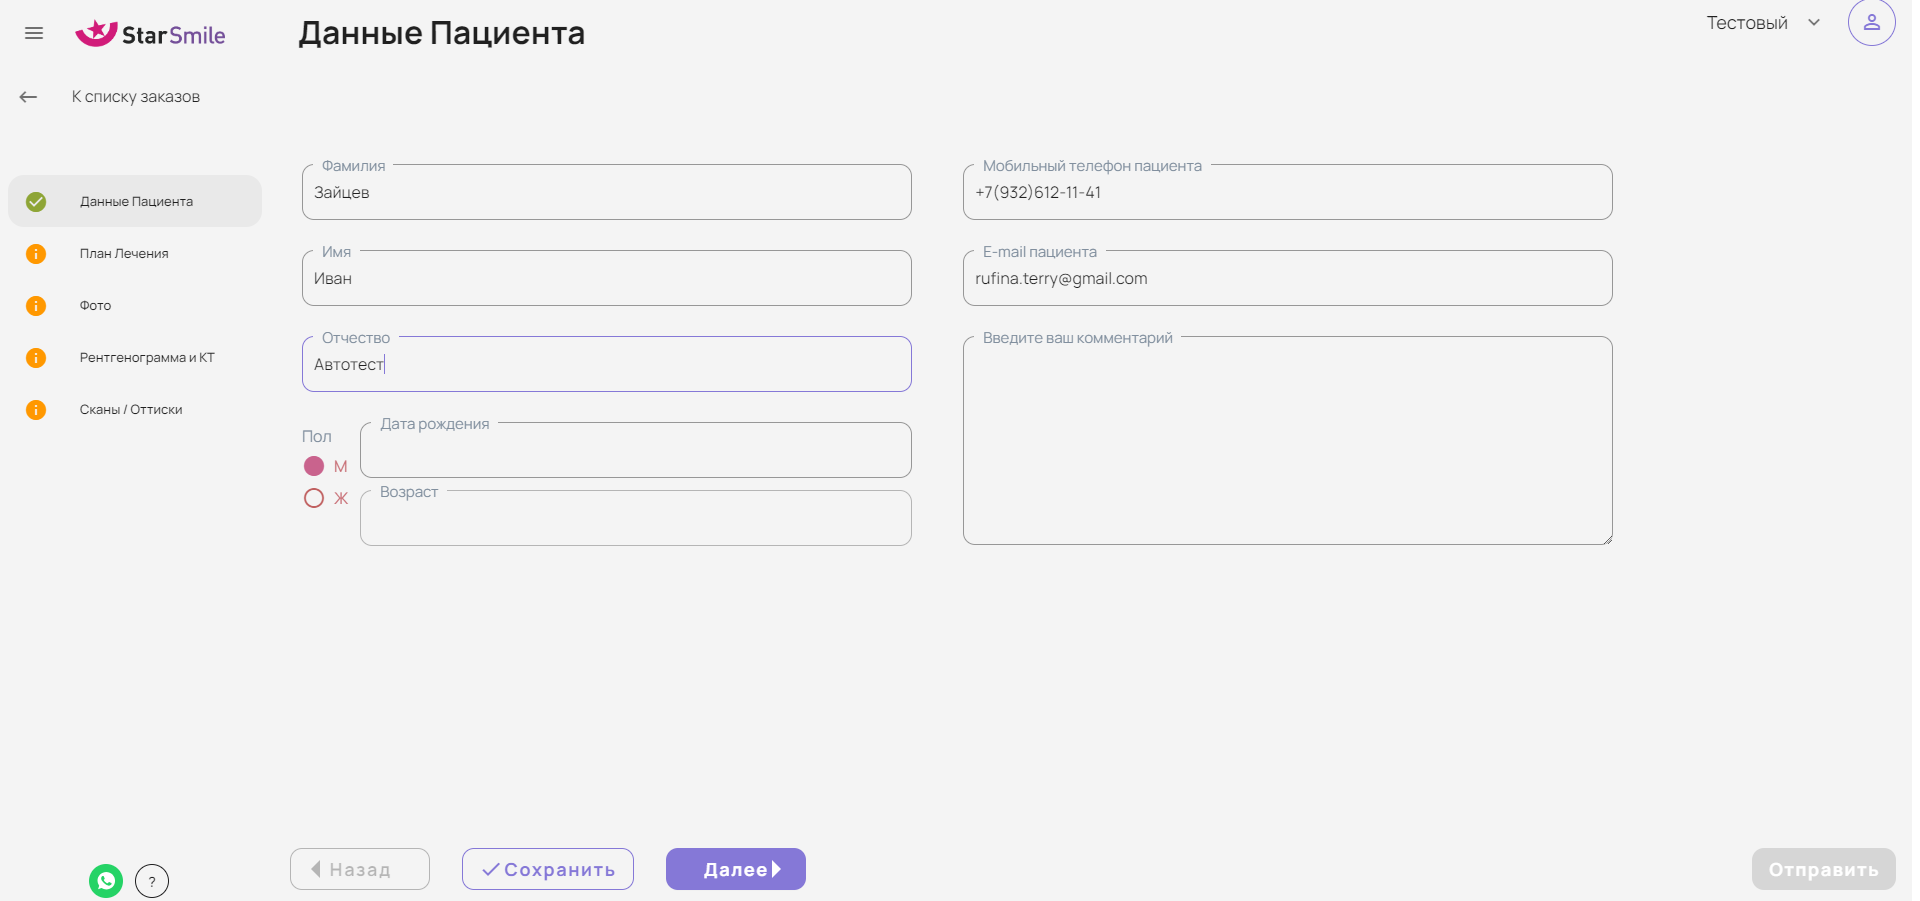 StarSmile
Данные Пациента
Тестовый
К списку заказов
Данные Пациента
План Лечения
Фото
Рентгенограмма и КТ
Сканы / Оттиски
Фамилия
Зайцев
Имя
Иван
Отчество
Автотест
Пол
М
Ж
Дата рождения
Возраст
Мобильный телефон пациента
+7(932)612-11-41
E-mail пациента
rufina.terry@gmail.com
Введите ваш комментарий
?
Назад
Сохранить
Далее
Отправить